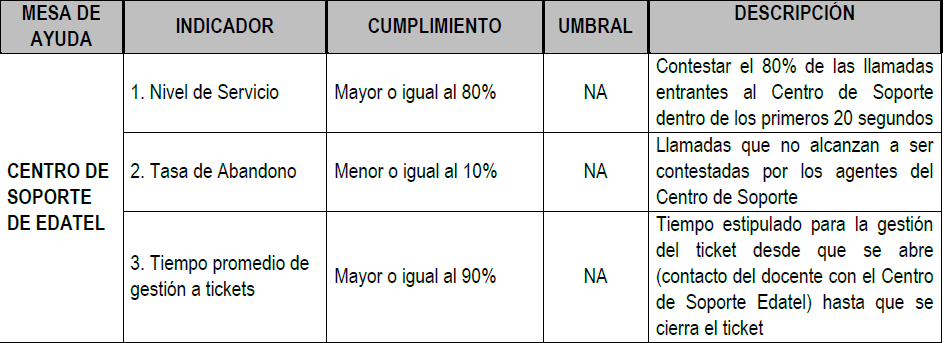 MESA DE
AYUDA
INDICADOR
CUMPLIMIENTO
UMBRAL
DESCRIPCIÓN
CENTRO DE
SOPORTE
DE EDATEL
1. Nivel de Servicio
Mayor o igual al 80%
NA
Contestar el 80% de las llamadas
entrantes al Centro de Soporte
dentro de los primeros 20 segundos
2. Tasa de Abandono
Menor o igual al 10%
NA
Llamadas que no alcanzan a ser
contestadas por los agentes del
Centro de Soporte
3. Tiempo promedio de
gestión a tickets
Mayor o igual al 90%
NA
Tiempo estipulado para la gestión
del ticket desde que se abre
(contacto del docente con el Centro
de Soporte Edatel) hasta que se
cierra el ticket